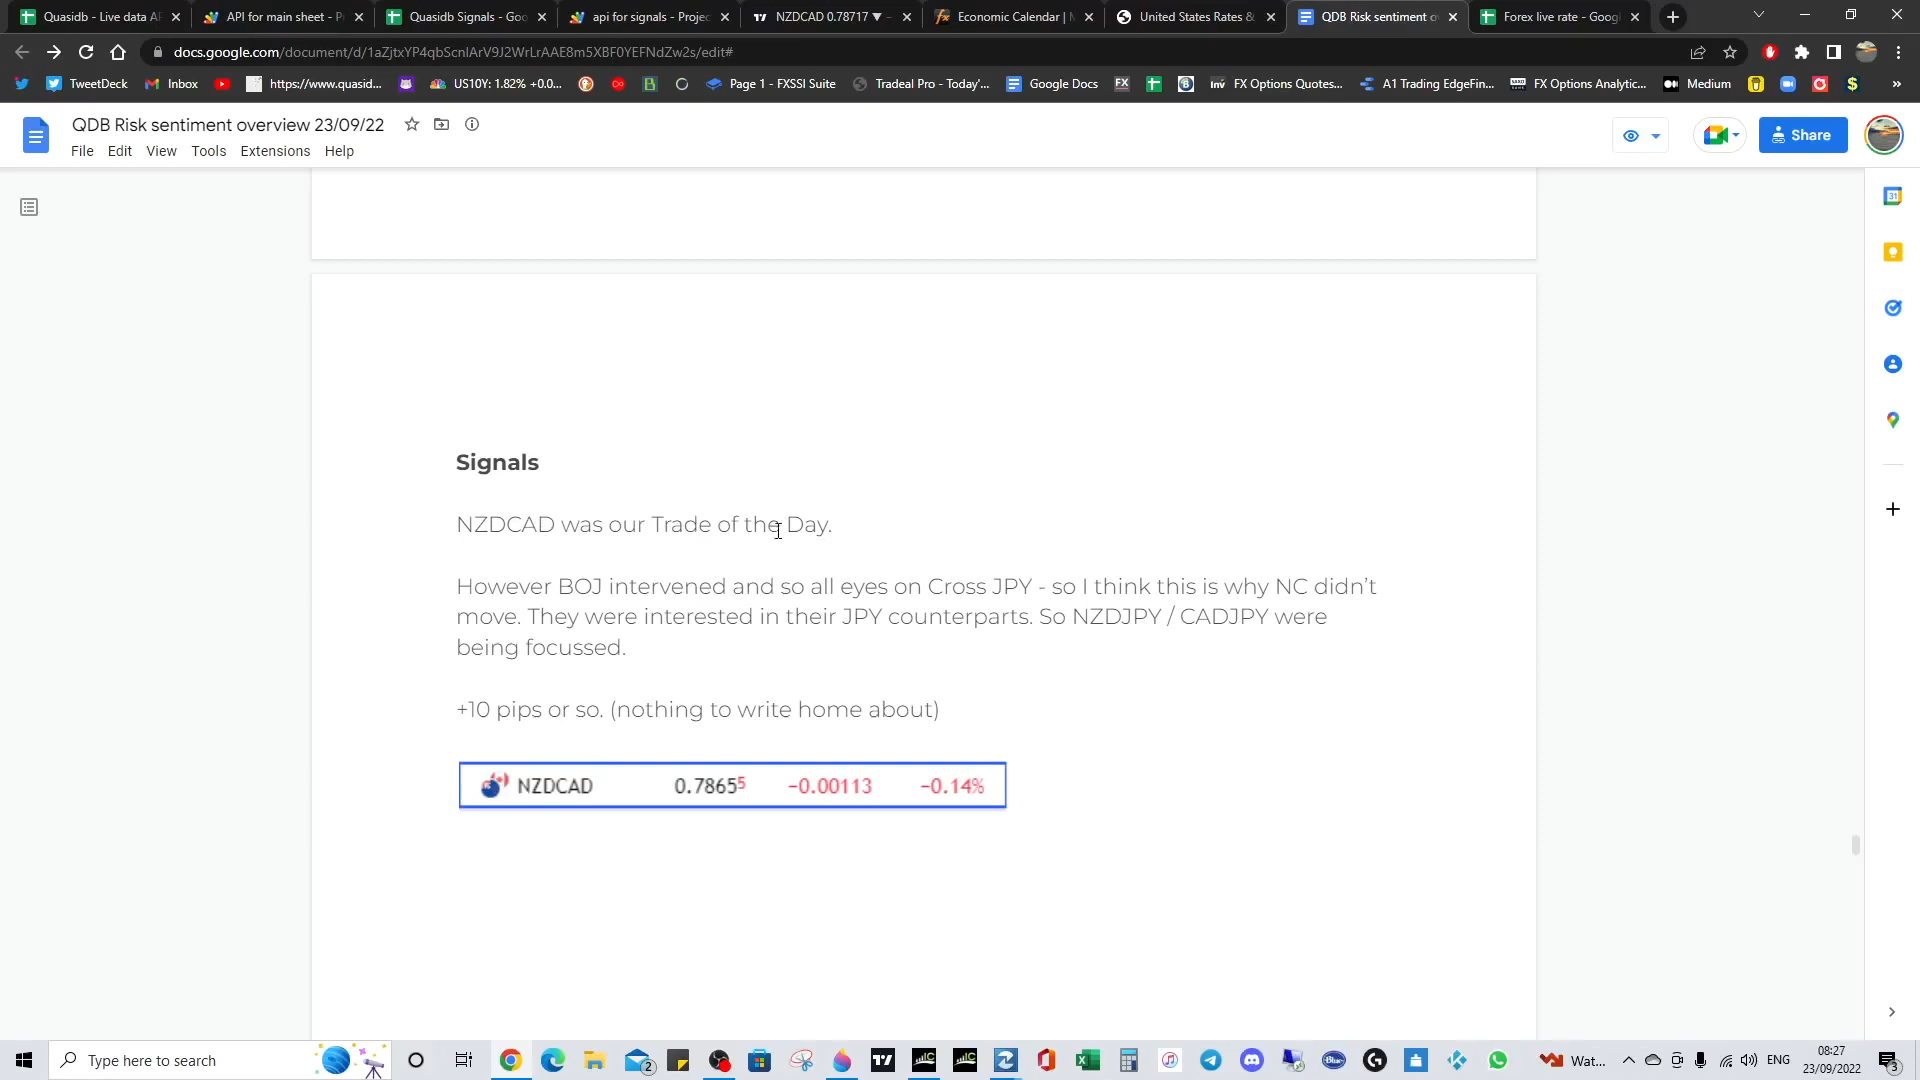 Quasidb - Live data AP
API for main sheet - P
Quasidb Signals - Goo
api for signals - Projec
NZDCAD 0.78717 ▼ -
Economic Calendar | M
United States Rates &
QDB Risk sentiment o
Forex live rate - Googl
docs.google.com/document/d/1aZjtxYP4qbScnIArV9J2WrLrAAE8m5XBF0YEFNdZw2s/edit#
TweetDeck
Inbox
https://www.quasid...
US10Y: 1.82% +0.0...
Page 1 - FXSSI Suite
Tradeal Pro - Today'...
Google Docs
FX Options Quotes...
A1 Trading EdgeFin...
FX Options Analytic...
Medium
QDB Risk sentiment overview 23/09/22
Share
File Edit View Tools Extensions Help
Signals
NZDCAD was our Trade of the Day.
However BOJ intervened and so all eyes on Cross JPY - so I think this is why NC didn't
move. They were interested in their JPY counterparts. So NZDJPY / CADJPY were
being focussed.
+10 pips or so. (nothing to write home about)
NZDCAD 0.78655 −0.00113 −0.14%
Type here to search
Wat...
ENG
08:27
23/09/2022